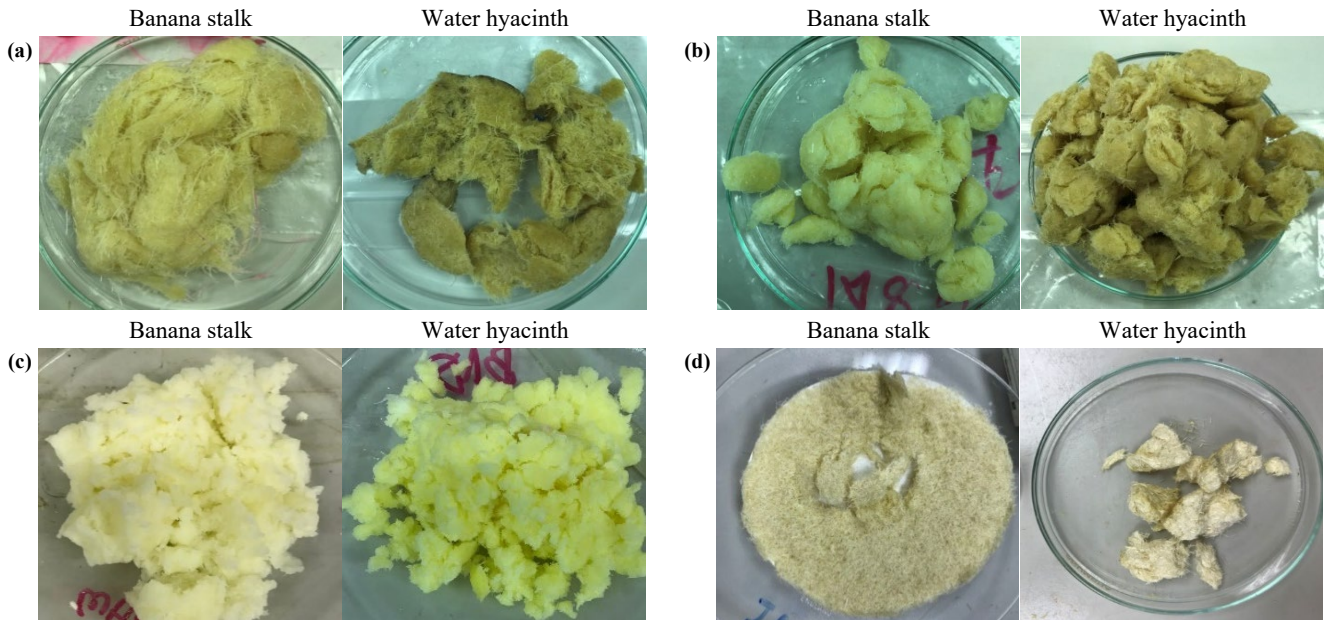 Banana stalk
Water hyacinth
Banana stalk
Water hyacinth
(a)
(b)
Banana stalk
Water hyacinth
Banana stalk
Water hyacinth
(c)
(d)